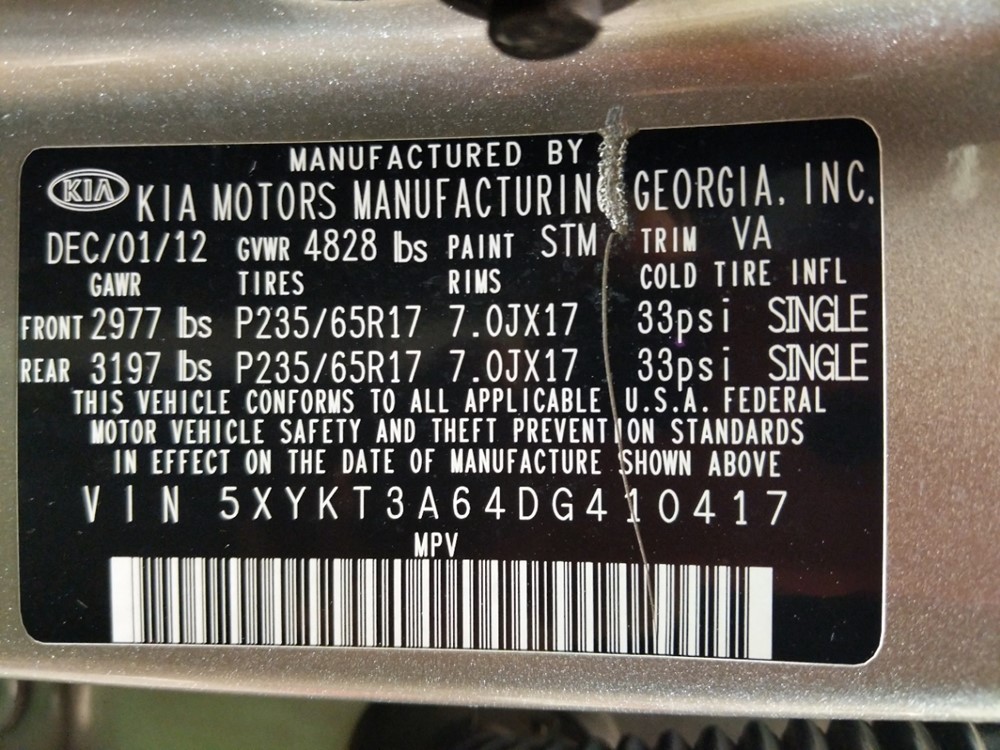 MANUFACTURED BY
KIA KIA MOTORS MANUFACTURING GEORGIA, INC.
DEC/01/12 GVWR 4828 lbs PAINT STM TRIM VA
GAWR TIRES RIMS COLD TIRE INFL
FRONT 2977 lbs P235/65R17 7.0JX17 33psi SINGLE
REAR 3197 lbs P235/65R17 7.0JX17 33psi SINGLE
THIS VEHICLE CONFORMS TO ALL APPLICABLE U.S.A. FEDERAL
MOTOR VEHICLE SAFETY AND THEFT PREVENTION STANDARDS
IN EFFECT ON THE DATE OF MANUFACTURE SHOWN ABOVE
VIN 5XYKT3A64DG410417
MPV